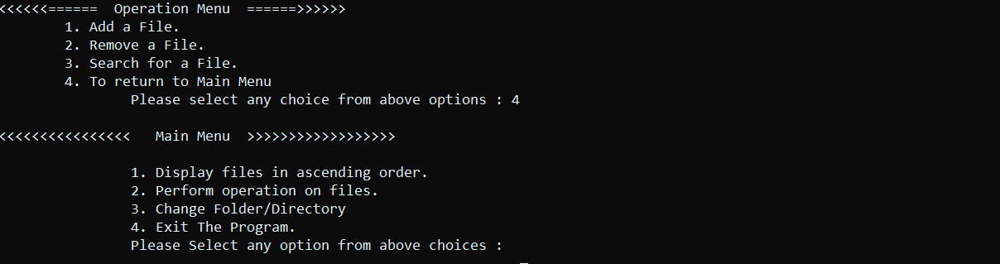 <<<<<<====== Operation Menu ======>>>>>>
1. Add a File.
2. Remove a File.
3. Search for a File.
4. To return to Main Menu
Please select any choice from above options : 4
<<<<<<<<<<<<<<<< Main Menu >>>>>>>>>>>>>>>>>>
1. Display files in ascending order.
2. Perform operation on files.
3. Change Folder/Directory
4. Exit The Program.
Please Select any option from above choices :